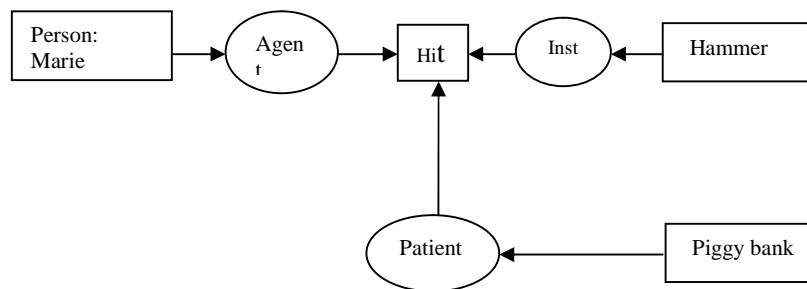 Person:
Marie
Agen
t
Hit
Inst
Hammer
Patient
Piggy bank